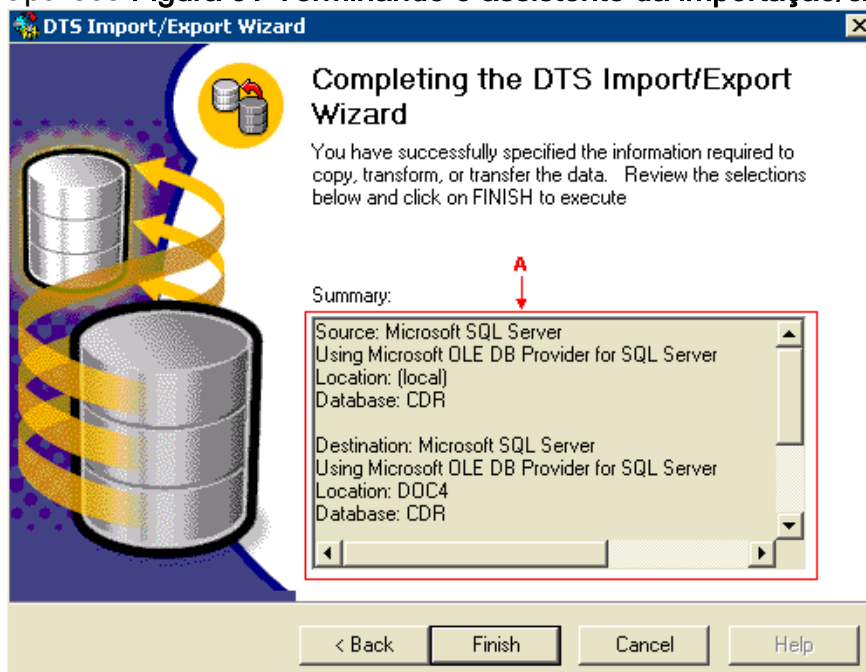 DTS Import/Export Wizard
Completing the DTS Import/Export
Wizard
You have successfully specified the information required to
copy, transform, or transfer the data. Review the selections
below and click on FINISH to execute
A
Summary:
Source: Microsoft SQL Server
Using Microsoft OLE DB Provider for SQL Server
Location: (local)
Database: CDR
Destination: Microsoft SQL Server
Using Microsoft OLE DB Provider for SQL Server
Location: DOC4
Database: CDR
< Back
Finish
Cancel
Help